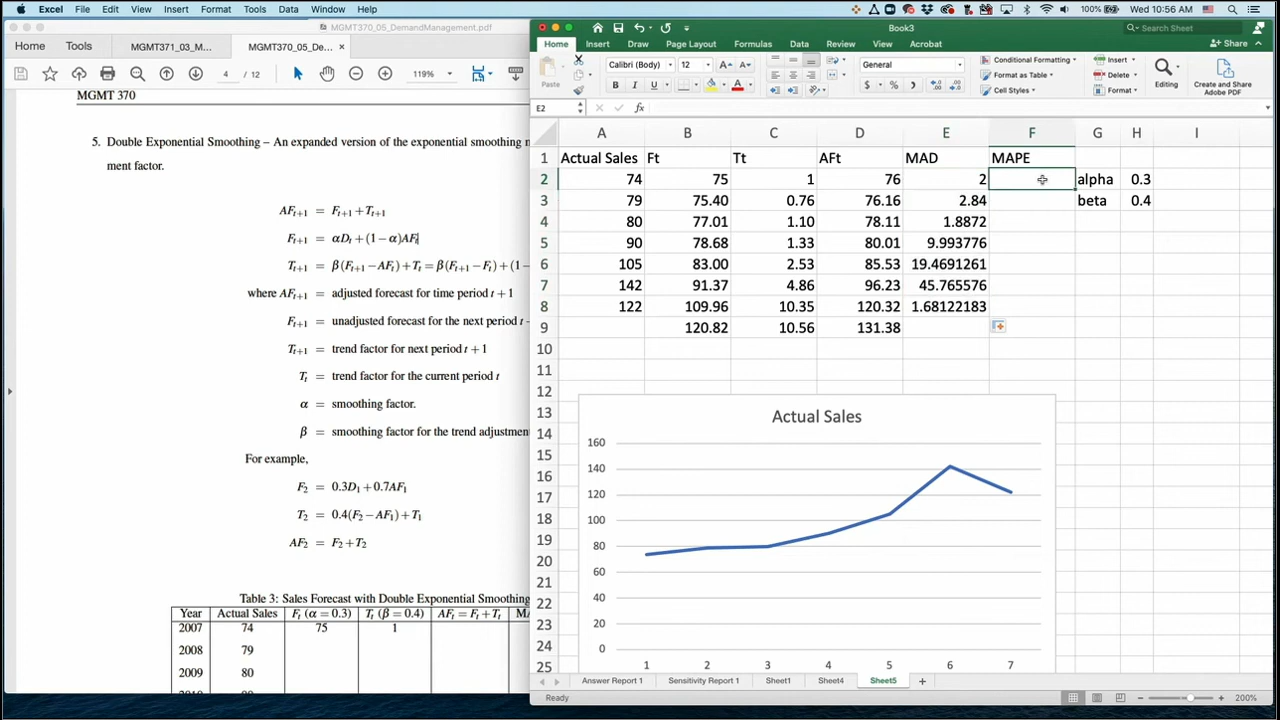 Excel File Edit View Insert Format Tools Data Window Help 100% Wed 10:56 AM
MGMT370_05_DemandManagement.pdf
Home Tools MGMT371_03_M... MGMT370_05_De... ×
4 / 12 119%
MGMT 370
5. Double Exponential Smoothing – An expanded version of the exponential smoothing m
ment factor.
AFt+1 = Ft+1 + Tt+1
Ft+1 = αDt + (1 − α)AFt
Tt+1 = β(Ft+1 − AFt) + Tt = β(Ft+1 − Ft) + (1−
where AFt+1 = adjusted forecast for time period t + 1
Ft+1 = unadjusted forecast for the next period t −
Tt+1 = trend factor for next period t + 1
Tt = trend factor for the current period t
α = smoothing factor.
β = smoothing factor for the trend adjustment
For example,
F2 = 0.3D1 + 0.7AF1
T2 = 0.4(F2 − AF1) + T1
AF2 = F2 + T2
Table 3: Sales Forecast with Double Exponential Smoothing
Year Actual Sales Ft (α = 0.3) Tt (β = 0.4) AFt = Ft + Tt MA
2007 74 75 1
2008 79
2009 80
Book3
Search Sheet
Home Insert Draw Page Layout Formulas Data Review View Acrobat Share
Paste Calibri (Body) 12 A A General Conditional Formatting Insert
Format as Table Delete Editing Create and Share Adobe PDF
B I U A $ % Cell Styles Format
E2 fx
A B C D E F G H I
1 Actual Sales Ft Tt AFt MAD MAPE
2 74 75 1 76 2 alpha 0.3
3 79 75.40 0.76 76.16 2.84 beta 0.4
4 80 77.01 1.10 78.11 1.8872
5 90 78.68 1.33 80.01 9.993776
6 105 83.00 2.53 85.53 19.4691261
7 142 91.37 4.86 96.23 45.765576
8 122 109.96 10.35 120.32 1.68122183
9 120.82 10.56 131.38
10
11
12
13
14
15
16
17
18
19
20
21
22
23
24
25
Actual Sales
160
140
120
100
80
60
40
20
0
1 2 3 4 5 6 7
Answer Report 1 Sensitivity Report 1 Sheet1 Sheet4 Sheet5 +
Ready 200%